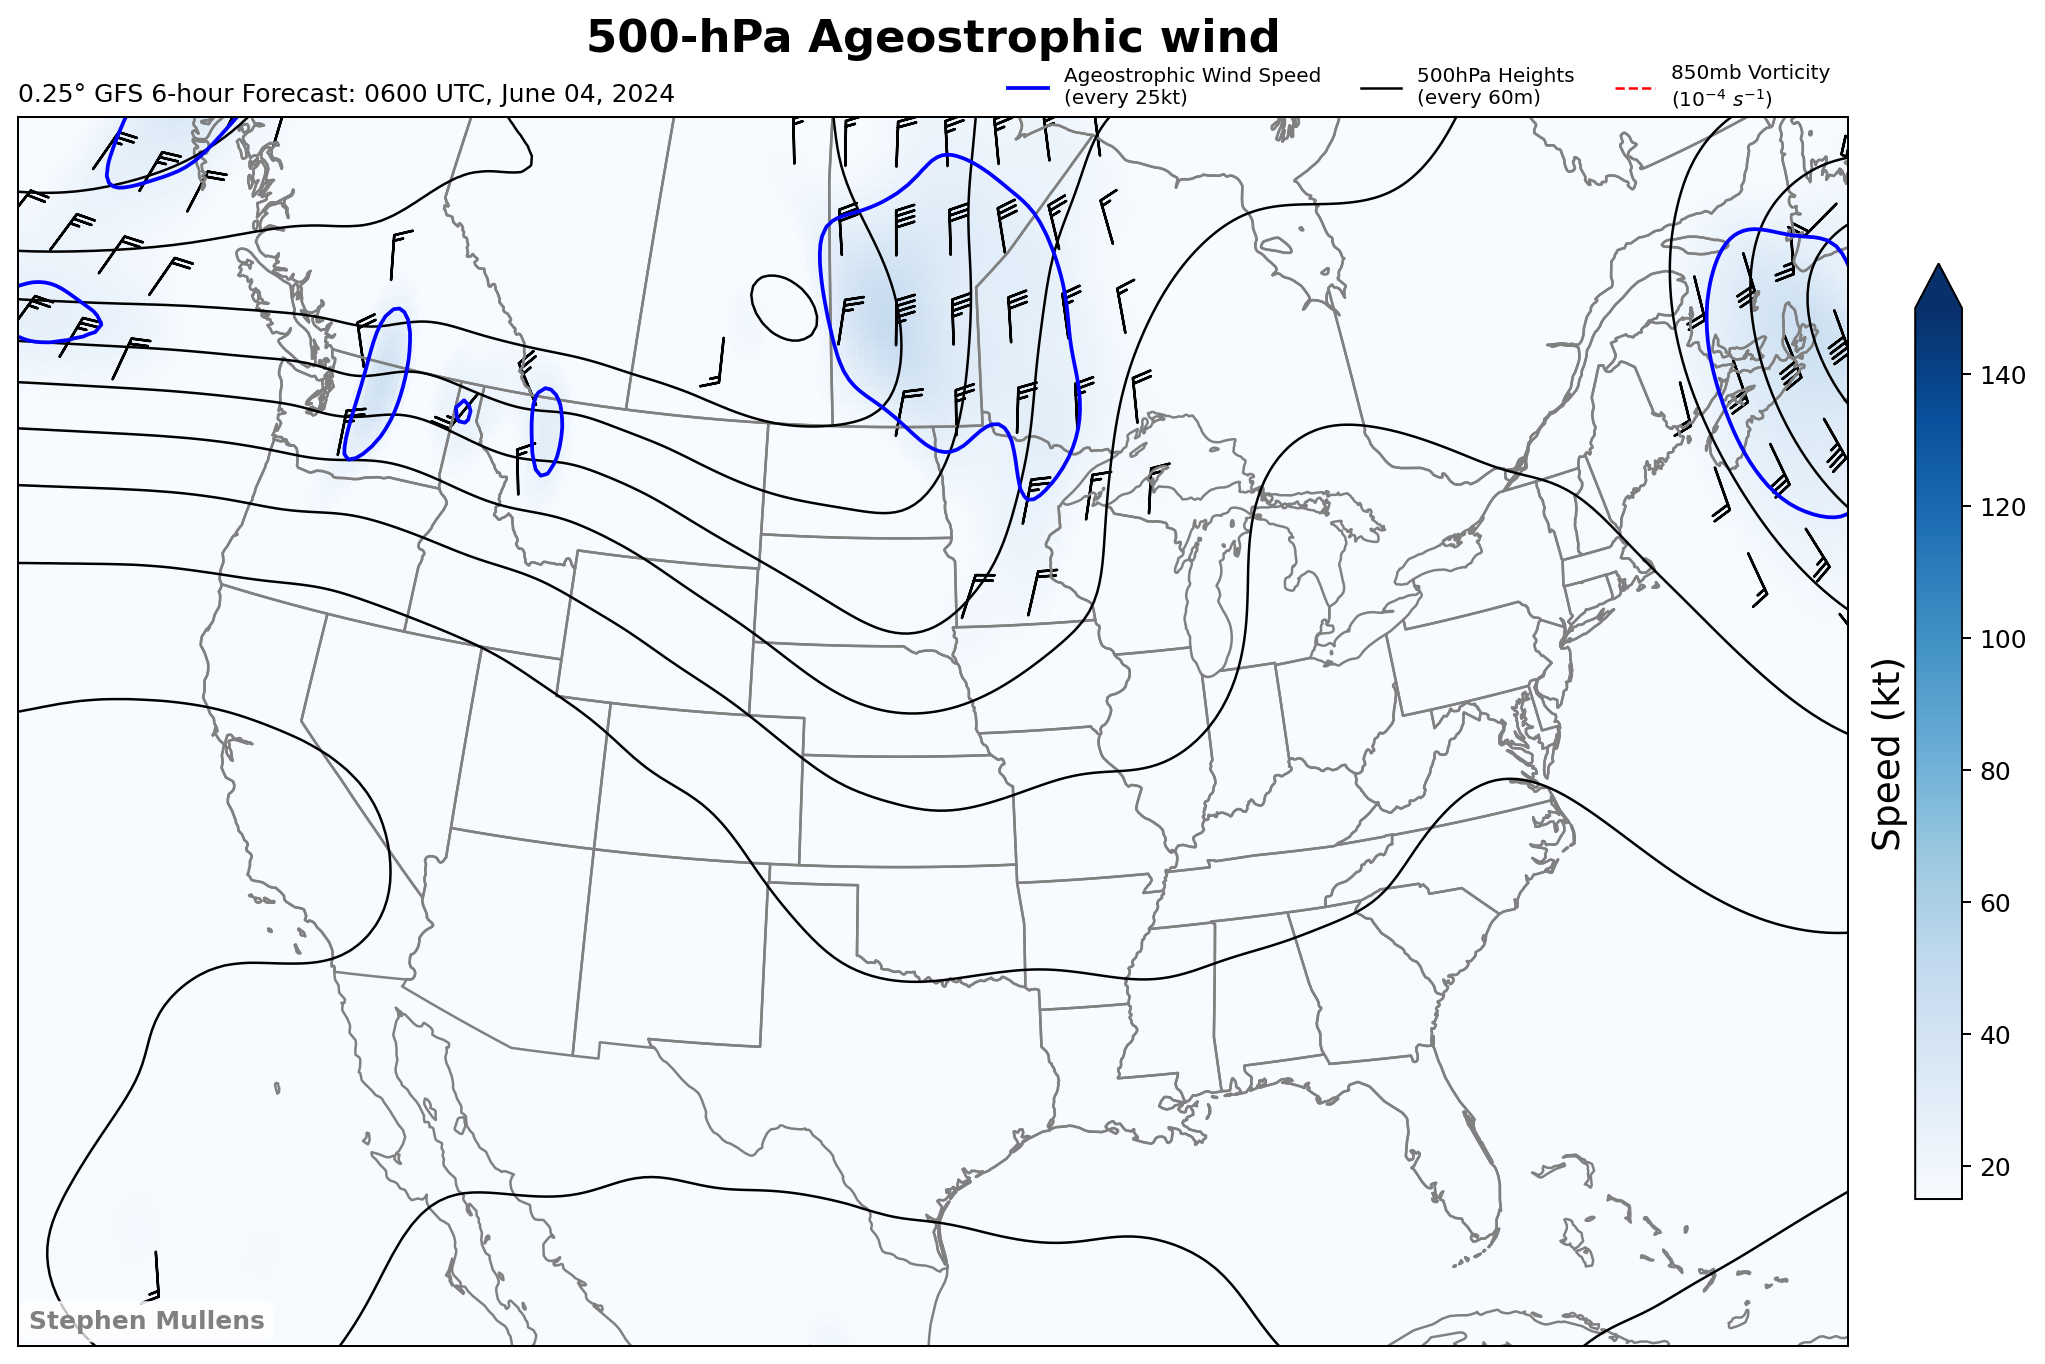 500-hPa Ageostrophic wind
0.25° GFS 6-hour Forecast: 0600 UTC, June 04, 2024
Ageostrophic Wind Speed
(every 25kt)
500hPa Heights
(every 60m)
850mb Vorticity
(10⁻⁴ s⁻¹)
140
120
100
80
60
40
20
Speed (kt)
Stephen Mullens